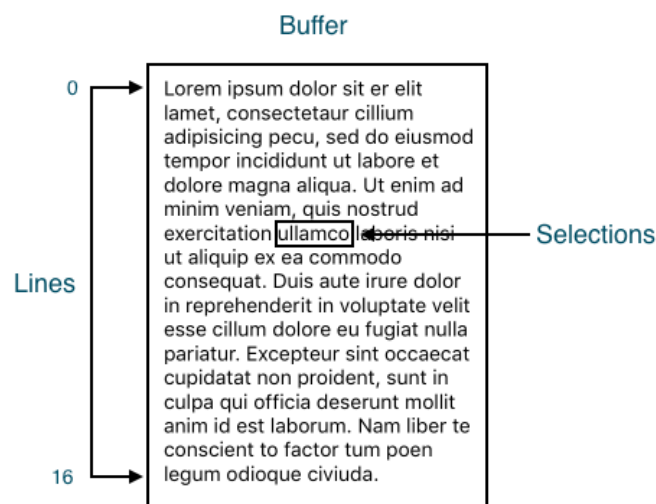 Buffer
0
Lorem ipsum dolor sit er elit
lamet, consectetaur cillium
adipisicing pecu, sed do eiusmod
tempor incididunt ut labore et
dolore magna aliqua. Ut enim ad
minim veniam, quis nostrud
exercitation ullamco laboris nisi
Selections
ut aliquip ex ea commodo
consequat. Duis aute irure dolor
Lines
in reprehenderit in voluptate velit
esse cillum dolore eu fugiat nulla
pariatur. Excepteur sint occaecat
cupidatat non proident, sunt in
culpa qui officia deserunt mollit
anim id est laborum. Nam liber te
conscient to factor tum poen
legum odioque civiuda.
16